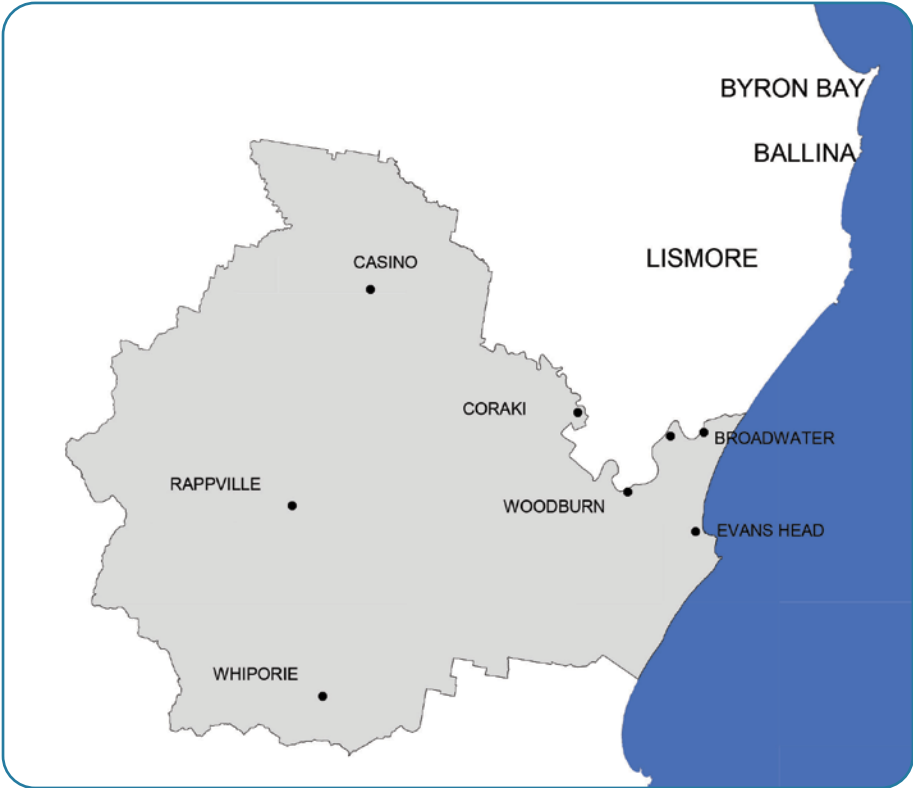 BYRON BAY
BALLINA
LISMORE
CASINO
CORAKI
BROADWATER
RAPPVILLE
WOODBURN
EVANS HEAD
WHIPORIE